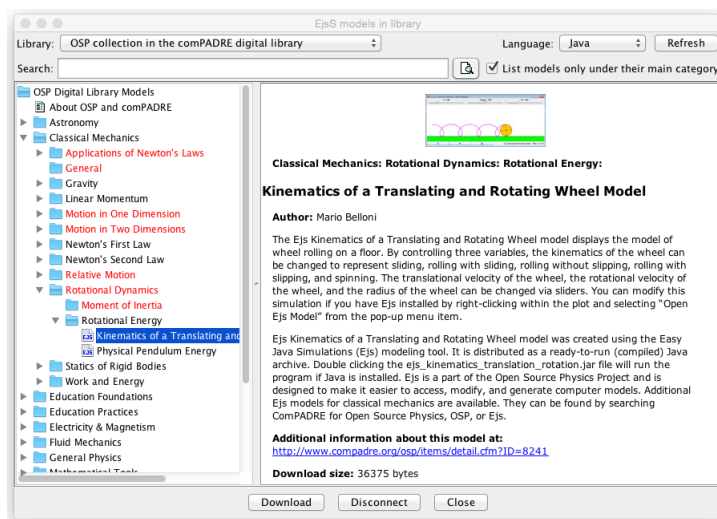 EjsS models in library
Library: OSP collection in the comPADRE digital library Language: Java Refresh
Search: List models only under their main category
OSP Digital Library Models
About OSP and comPADRE
Astronomy
Classical Mechanics
Applications of Newton's Laws
General
Gravity
Linear Momentum
Motion in One Dimension
Motion in Two Dimensions
Newton's First Law
Newton's Second Law
Relative Motion
Rotational Dynamics
Moment of Inertia
Rotational Energy
Kinematics of a Translating and
Physical Pendulum Energy
Statics of Rigid Bodies
Work and Energy
Education Foundations
Education Practices
Electricity & Magnetism
Fluid Mechanics
General Physics
Mathematical Tools
Classical Mechanics: Rotational Dynamics: Rotational Energy:
Kinematics of a Translating and Rotating Wheel Model
Author: Mario Belloni
The Ejs Kinematics of a Translating and Rotating Wheel model displays the model of
wheel rolling on a floor. By controlling three variables, the kinematics of the wheel can
be changed to represent sliding, rolling with sliding, rolling without slipping, rolling with
slipping, and spinning. The translational velocity of the wheel, the rotational velocity of
the wheel, and the radius of the wheel can be changed via sliders. You can modify this
simulation if you have Ejs installed by right-clicking within the plot and selecting "Open
Ejs Model" from the pop-up menu item.
Ejs Kinematics of a Translating and Rotating Wheel model was created using the Easy
Java Simulations (Ejs) modeling tool. It is distributed as a ready-to-run (compiled) Java
archive. Double clicking the ejs_kinematics_translation_rotation.jar file will run the
program if Java is installed. Ejs is a part of the Open Source Physics Project and is
designed to make it easier to access, modify, and generate computer models. Additional
Ejs models for classical mechanics are available. They can be found by searching
ComPADRE for Open Source Physics, OSP, or Ejs.
Additional information about this model at:
http://www.compadre.org/osp/items/detail.cfm?ID=8241
Download size: 36375 bytes
Download Disconnect Close